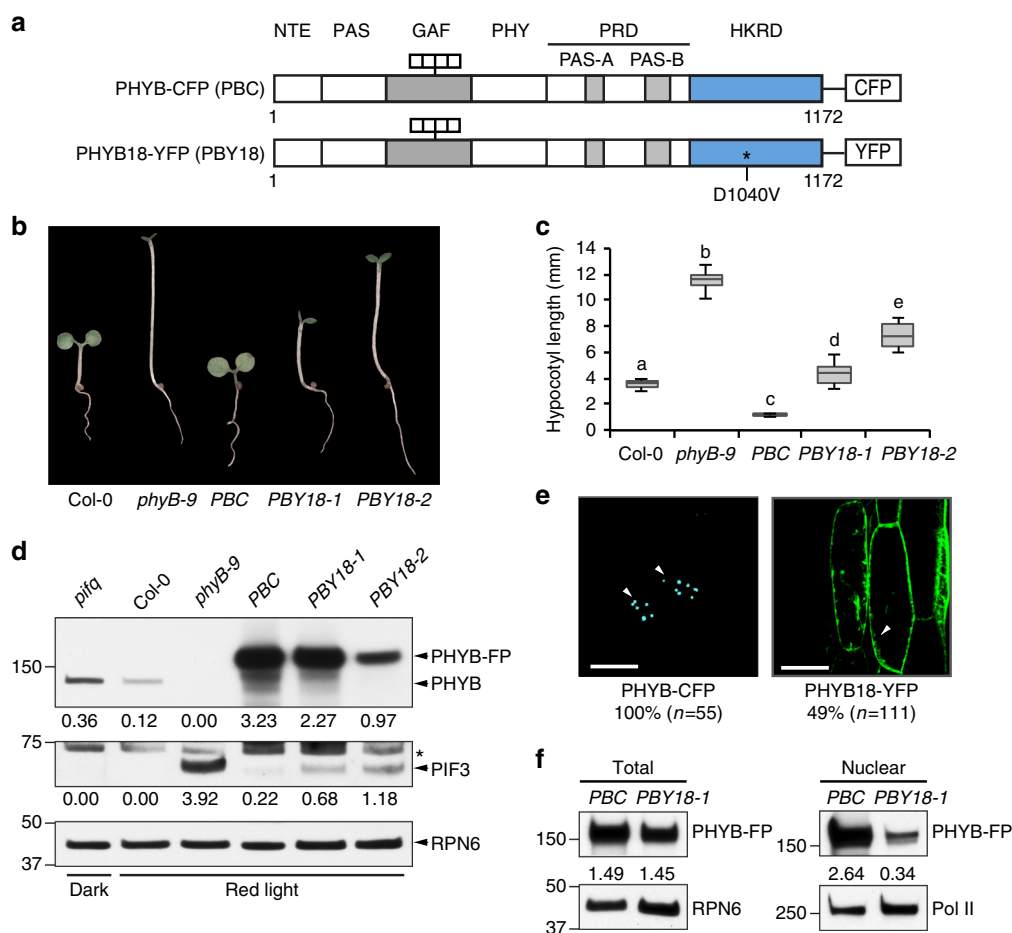 a
NTE PAS GAF PHY PRD HKRD
PAS-A PAS-B
PHYB-CFP (PBC) CFP
1 1172
PHYB18-YFP (PBY18) * YFP
1 1172
D1040V
b
Col-0 phyB-9 PBC PBY18-1 PBY18-2
c
Hypocotyl length (mm)
14
12
10
8
6
4
2
0
a b c d e
Col-0 phyB-9 PBC PBY18-1 PBY18-2
d
pifq Col-0 phyB-9 PBC PBY18-1 PBY18-2
150 PHYB-FP
PHYB
0.36 0.12 0.00 3.23 2.27 0.97
75 *
PIF3
0.00 0.00 3.92 0.22 0.68 1.18
50
RPN6
37
Dark Red light
e
PHYB-CFP
100% (n=55)
PHYB18-YFP
49% (n=111)
f
Total
PBC PBY18-1
150 PHYB-FP
1.49 1.45
50
RPN6
37
Nuclear
PBC PBY18-1
PHYB-FP
150
2.64 0.34
Pol II
250